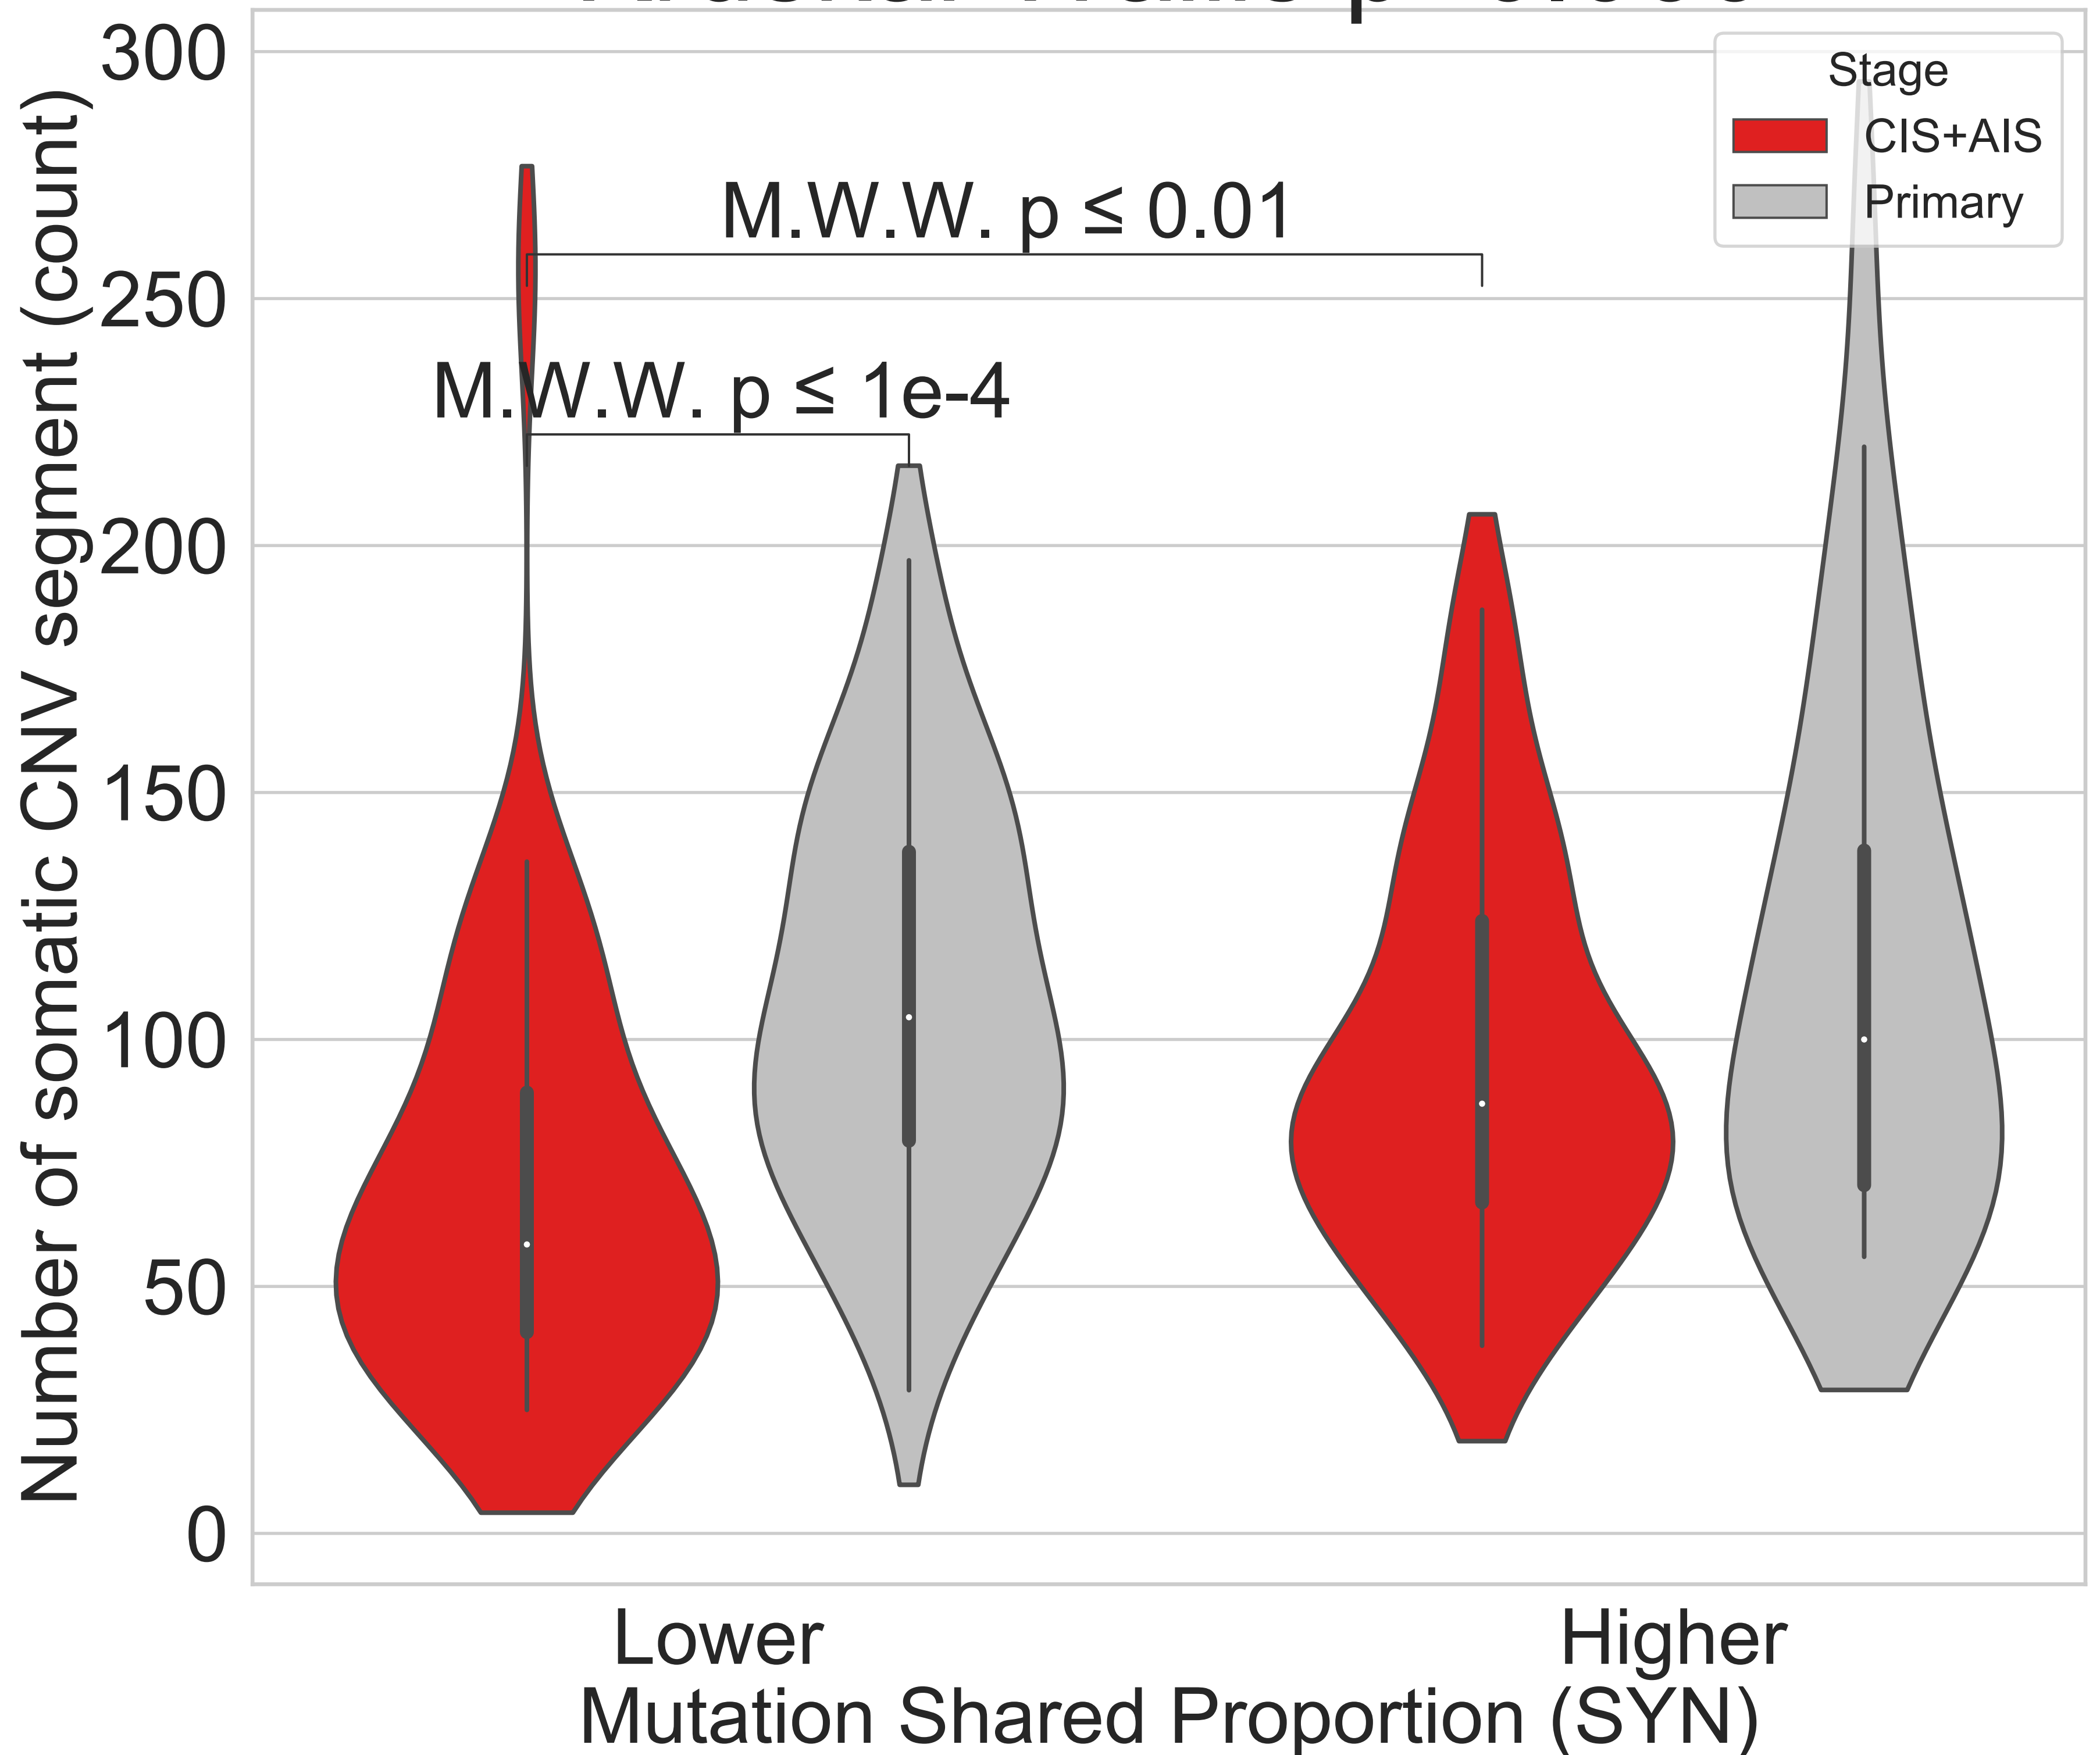 Number of somatic CNV segment (count)
300
250
200
150
100
50
0
Stage
CIS+AIS
Primary
M.W.W. p ≤ 0.01
M.W.W. p ≤ 1e-4
Lower
Higher
Mutation Shared Proportion (SYN)